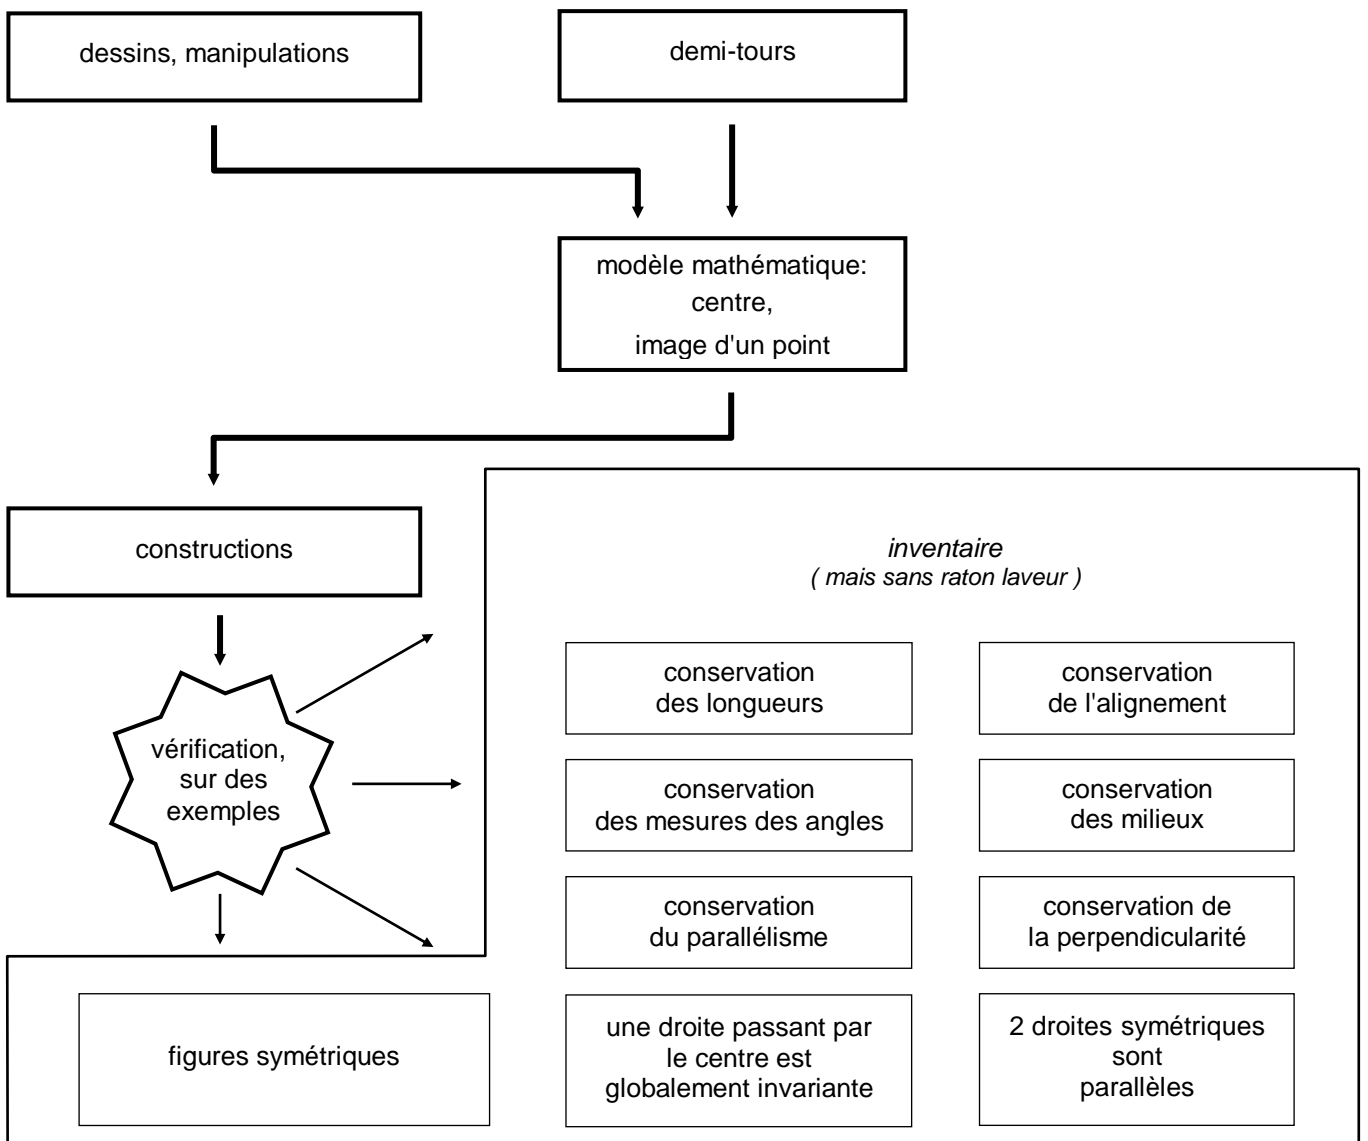 dessins, manipulations
demi-tours
modèle mathématique:
centre,
image d'un point
constructions
inventaire
( mais sans raton laveur )
vérification,
sur des
exemples
conservation
des longueurs
conservation
de l'alignement
conservation
des mesures des angles
conservation
des milieux
conservation
du parallélisme
conservation de
la perpendicularité
figures symétriques
une droite passant par
le centre est
globalement invariante
2 droites symétriques
sont
parallèles